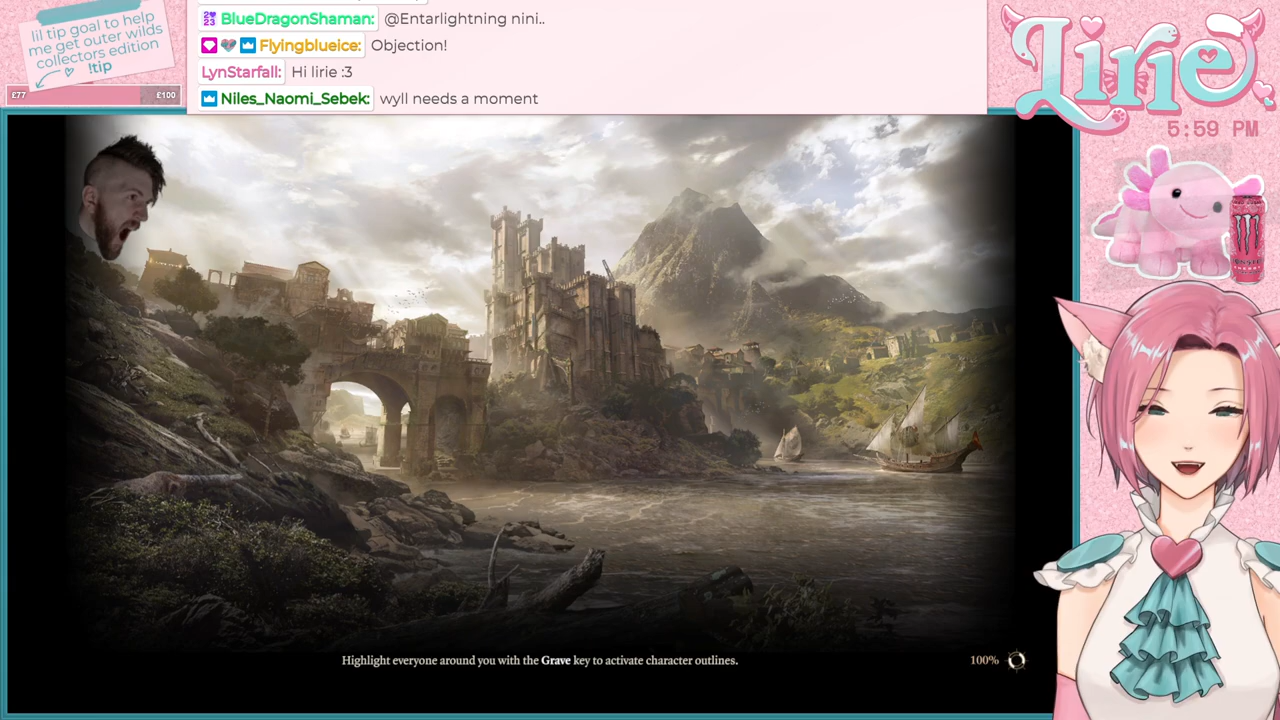 lil tip goal to help
me get outer wilds
collectors edition
!tip
£77
£100
BlueDragonShaman: @Entarlightning nini..
Flyingblueice: Objection!
LynStarfall: Hi lirie :3
Niles_Naomi_Sebek: wyll needs a moment
Lirie
5:59 PM
Highlight everyone around you with the Grave key to activate character outlines.
100%